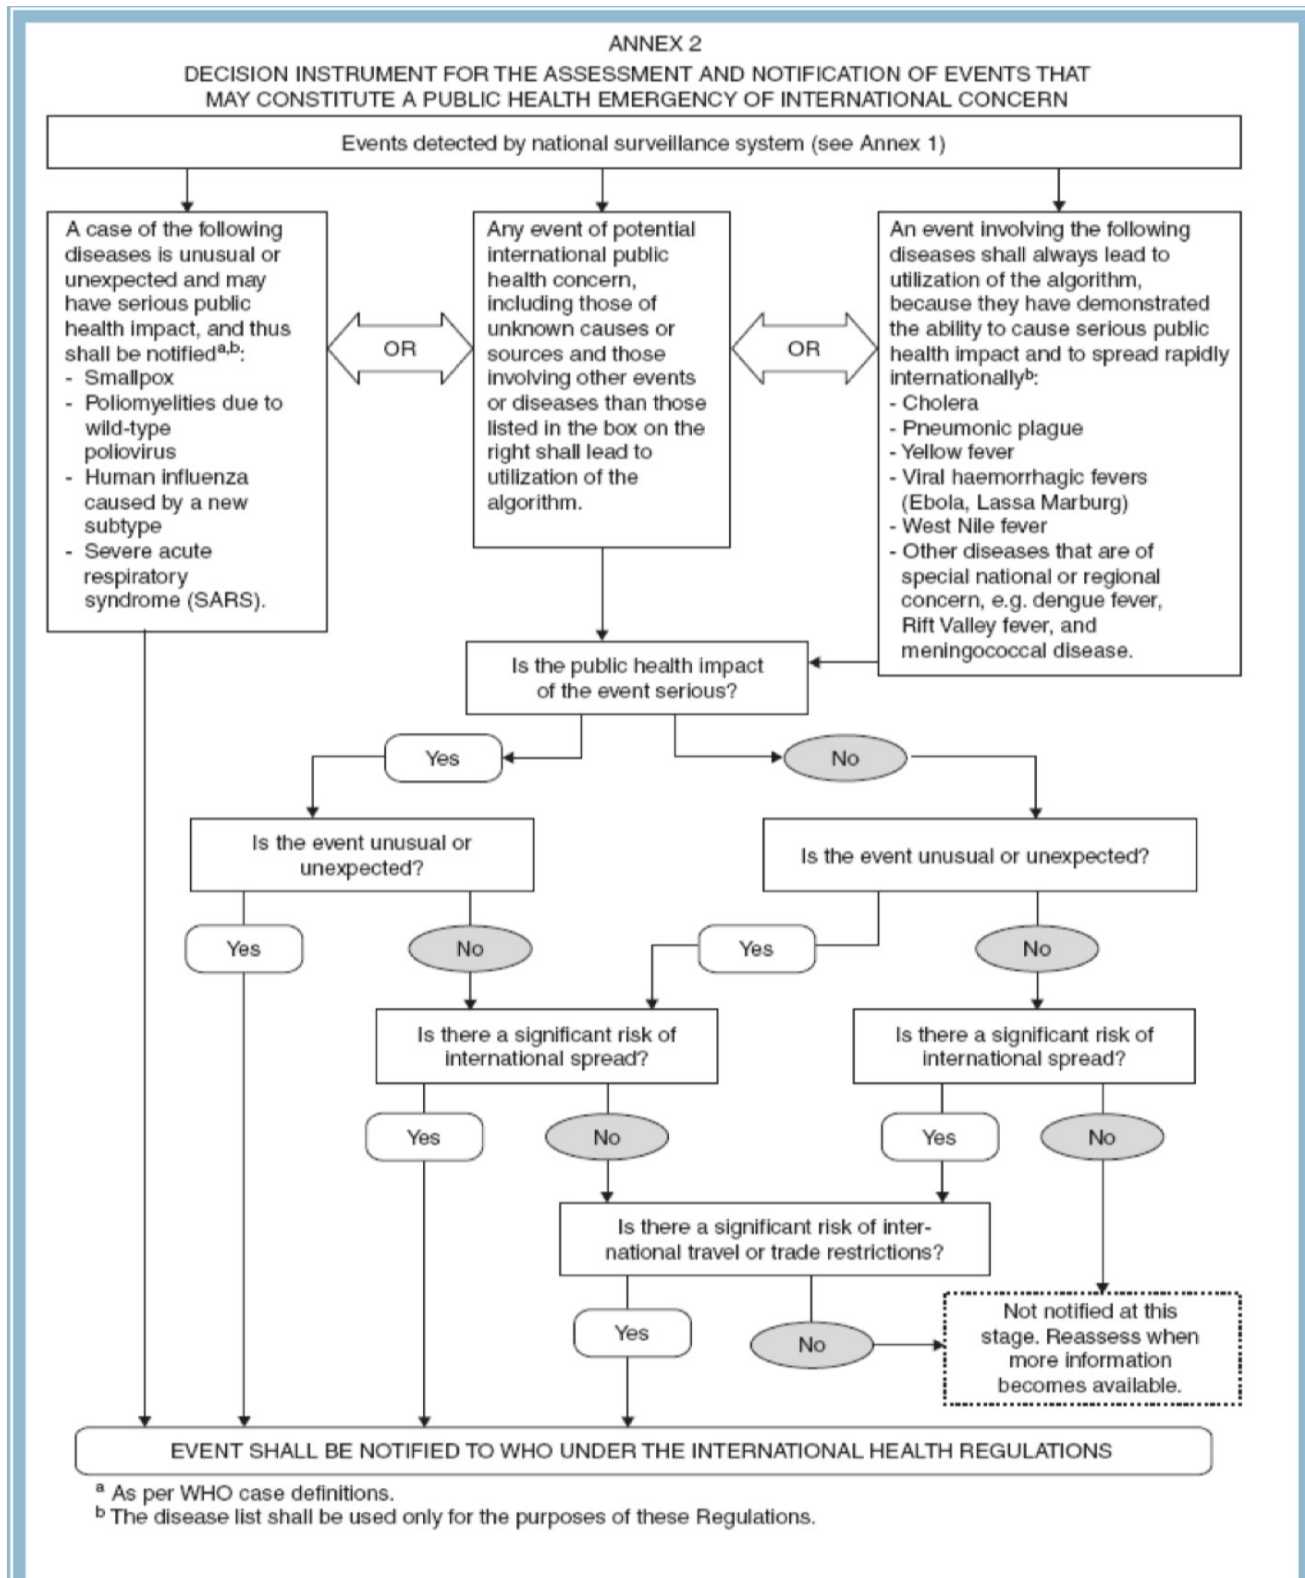 ANNEX 2
DECISION INSTRUMENT FOR THE ASSESSMENT AND NOTIFICATION OF EVENTS THAT
MAY CONSTITUTE A PUBLIC HEALTH EMERGENCY OF INTERNATIONAL CONCERN
Events detected by national surveillance system (see Annex 1)
A case of the following
diseases is unusual or
unexpected and may
have serious public
health impact, and thus
shall be notifiedᵃ,ᵇ:
- Smallpox
- Poliomyelities due to
wild-type
poliovirus
- Human influenza
caused by a new
subtype
- Severe acute
respiratory
syndrome (SARS).
OR
Any event of potential
international public
health concern,
including those of
unknown causes or
sources and those
involving other events
or diseases than those
listed in the box on the
right shall lead to
utilization of the
algorithm.
OR
An event involving the following
diseases shall always lead to
utilization of the algorithm,
because they have demonstrated
the ability to cause serious public
health impact and to spread rapidly
internationallyᵇ:
- Cholera
- Pneumonic plague
- Yellow fever
- Viral haemorrhagic fevers
(Ebola, Lassa Marburg)
- West Nile fever
- Other diseases that are of
special national or regional
concern, e.g. dengue fever,
Rift Valley fever, and
meningococcal disease.
Is the public health impact
of the event serious?
Yes
No
Is the event unusual or
unexpected?
Is the event unusual or unexpected?
Yes
No
Yes
No
Is there a significant risk of
international spread?
Is there a significant risk of
international spread?
Yes
No
Yes
No
Is there a significant risk of inter-
national travel or trade restrictions?
Yes
No
Not notified at this
stage. Reassess when
more information
becomes available.
EVENT SHALL BE NOTIFIED TO WHO UNDER THE INTERNATIONAL HEALTH REGULATIONS
ᵃ As per WHO case definitions.
ᵇ The disease list shall be used only for the purposes of these Regulations.